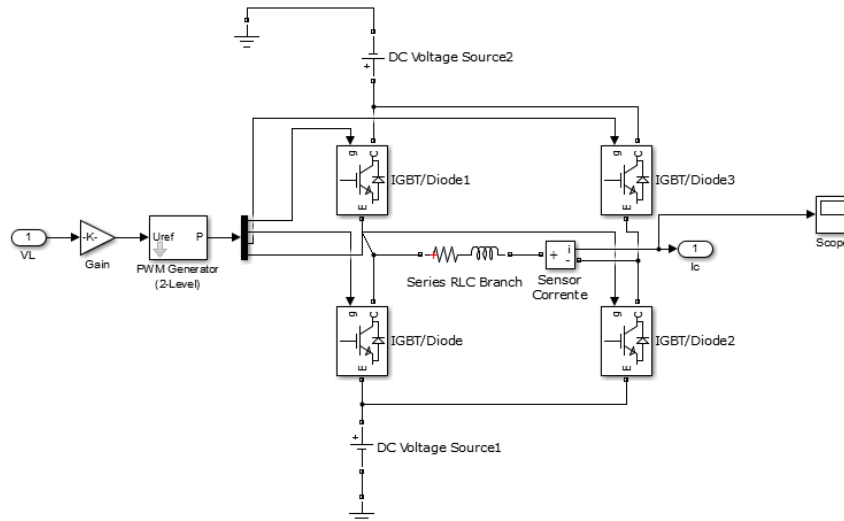 DC Voltage Source2
+
g
C
E
IGBT/Diode1
g
C
E
IGBT/Diode3
1
VL
-K-
Gain
Uref
P
PWM Generator
(2-Level)
Series RLC Branch
+
i
-
Sensor
Corrente
1
Ic
Scope
g
C
E
IGBT/Diode
g
C
E
IGBT/Diode2
+
DC Voltage Source1